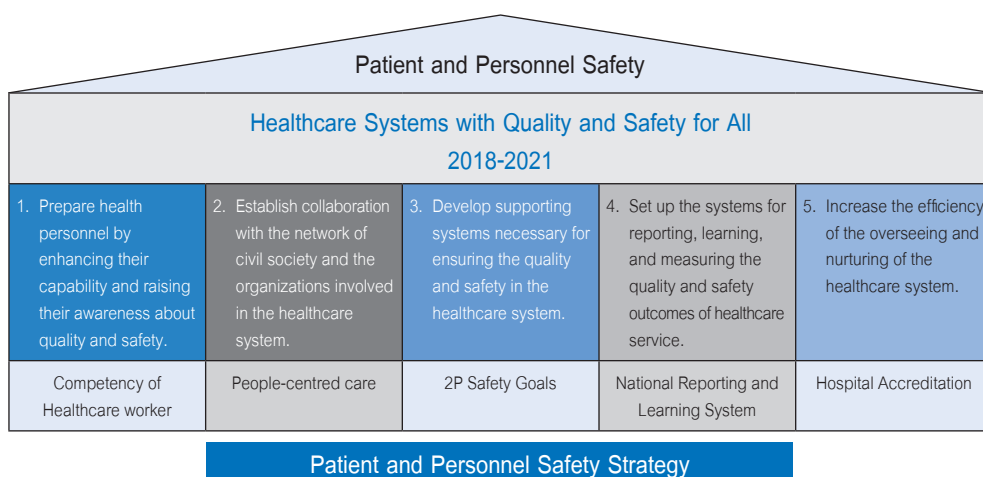 Patient and Personnel Safety
Healthcare Systems with Quality and Safety for All
2018-2021
1. Prepare health
personnel by
enhancing their
capability and raising
their awareness about
quality and safety.
2. Establish collaboration
with the network of
civil society and the
organizations involved
in the healthcare
system.
3. Develop supporting
systems necessary for
ensuring the quality
and safety in the
healthcare system.
4. Set up the systems for
reporting, learning,
and measuring the
quality and safety
outcomes of healthcare
service.
5. Increase the efficiency
of the overseeing and
nurturing of the
healthcare system.
Competency of
Healthcare worker
People-centred care
2P Safety Goals
National Reporting and
Learning System
Hospital Accreditation
Patient and Personnel Safety Strategy